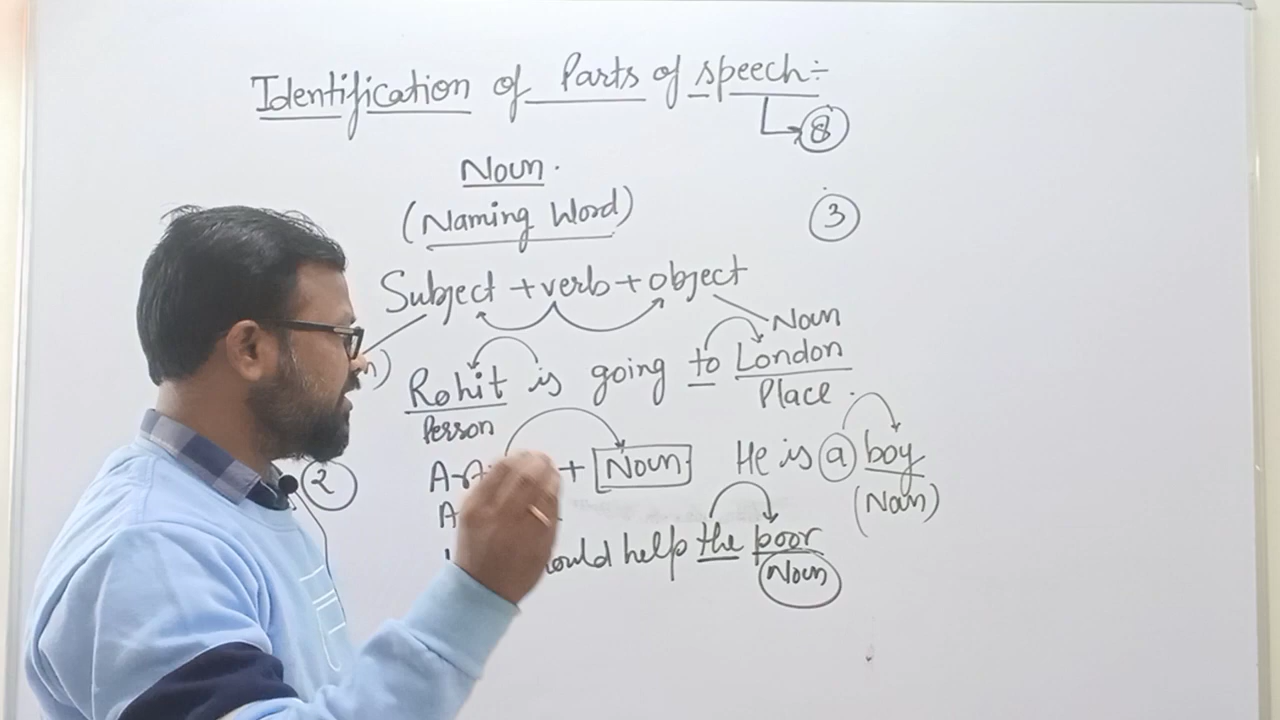 Identification of Parts of speech:-
8
Noun.
(Naming Word)
3
Subject + verb + object
Noun
Rohit is going to London
Person
Place.
+ Noun
He is a boy
(Noun)
2
help the poor
Noun